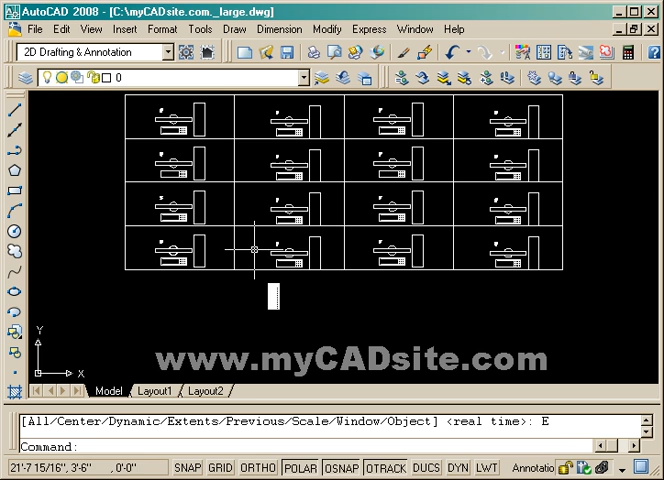 AutoCAD 2008 - [C:\myCADsite.com._large.dwg]
File Edit View Insert Format Tools Draw Dimension Modify Express Window Help
2D Drafting & Annotation
0
Y
X
www.myCADsite.com
Model Layout1 Layout2
[All/Center/Dynamic/Extents/Previous/Scale/Window/Object] <real time>: E
Command:
21'-7 15/16", 3'-6" , 0'-0" SNAP GRID ORTHO POLAR OSNAP OTRACK DUCS DYN LWT Annotatio